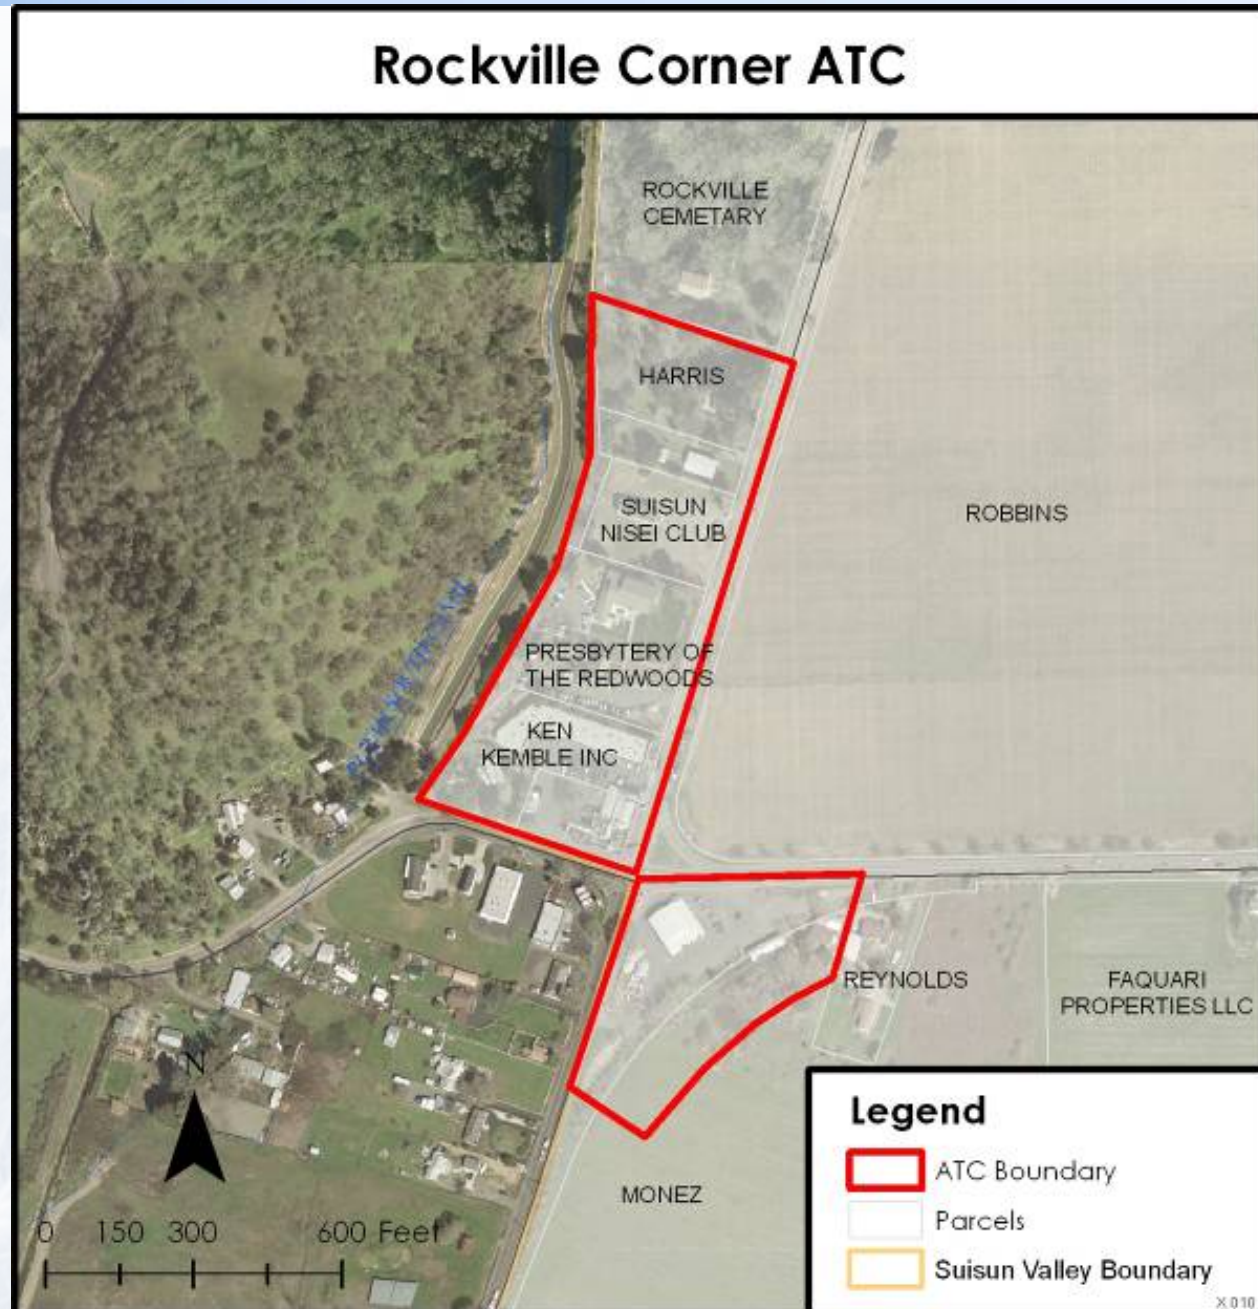 Rockville Corner ATC
ROCKVILLE
CEMETARY
HARRIS
SUISUN
NISEI CLUB
ROBBINS
PRESBYTERY OF
THE REDWOODS
KEN
KEMBLE INC
REYNOLDS
FAQUARI
PROPERTIES LLC
MONEZ
N
0 150 300 600 Feet
Legend
ATC Boundary
Parcels
Suisun Valley Boundary